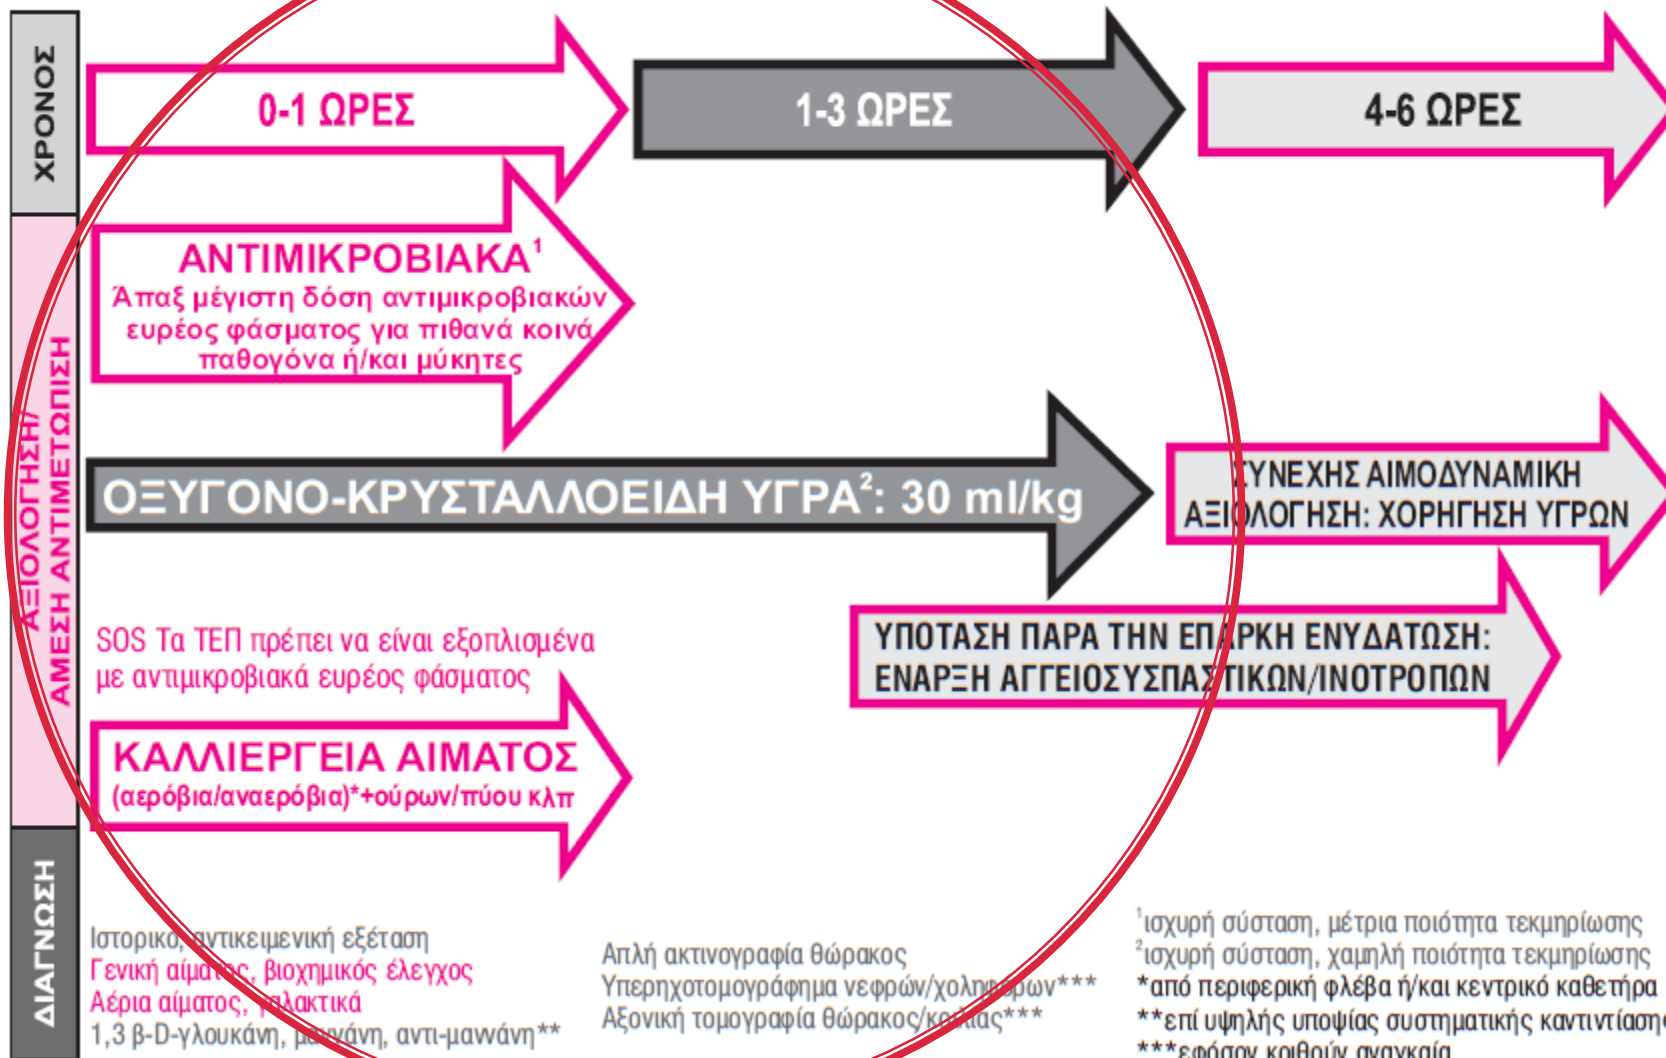 ΧΡΟΝΟΣ
0-1 ΩΡΕΣ
1-3 ΩΡΕΣ
4-6 ΩΡΕΣ
ΑΞΙΟΛΟΓΗΣΗ/
ΑΜΕΣΗ ΑΝΤΙΜΕΤΩΠΙΣΗ
ΑΝΤΙΜΙΚΡΟΒΙΑΚΑ¹
Άπαξ μέγιστη δόση αντιμικροβιακών
ευρέος φάσματος για πιθανά κοινά
παθογόνα ή/και μύκητες
ΟΞΥΓΟΝΟ-ΚΡΥΣΤΑΛΛΟΕΙΔΗ ΥΓΡΑ²: 30 ml/kg
ΣΥΝΕΧΗΣ ΑΙΜΟΔΥΝΑΜΙΚΗ
ΑΞΙΟΛΟΓΗΣΗ: ΧΟΡΗΓΗΣΗ ΥΓΡΩΝ
SOS Τα ΤΕΠ πρέπει να είναι εξοπλισμένα
με αντιμικροβιακά ευρέος φάσματος
ΥΠΟΤΑΣΗ ΠΑΡΑ ΤΗΝ ΕΠΑΡΚΗ ΕΝΥΔΑΤΩΣΗ:
ΕΝΑΡΞΗ ΑΓΓΕΙΟΣΥΣΠΑΣΤΙΚΩΝ/ΙΝΟΤΡΟΠΩΝ
ΚΑΛΛΙΕΡΓΕΙΑ ΑΙΜΑΤΟΣ
(αερόβια/αναερόβια)*+ούρων/πύου κλπ
ΔΙΑΓΝΩΣΗ
Ιστορικό, αντικειμενική εξέταση
Γενική αίματος, βιοχημικός έλεγχος
Αέρια αίματος, γαλακτικά
1,3 β-D-γλουκάνη, μαννάνη, αντι-μαννάνη**
Απλή ακτινογραφία θώρακος
Υπερηχοτομογράφημα νεφρών/χοληφόρων***
Αξονική τομογραφία θώρακος/κοιλίας***
¹ισχυρή σύσταση, μέτρια ποιότητα τεκμηρίωσης
²ισχυρή σύσταση, χαμηλή ποιότητα τεκμηρίωσης
*από περιφερική φλέβα ή/και κεντρικό καθετήρα
**επί υψηλής υποψίας συστηματικής καντιντίασης
***εφόσον κριθούν αναγκαία